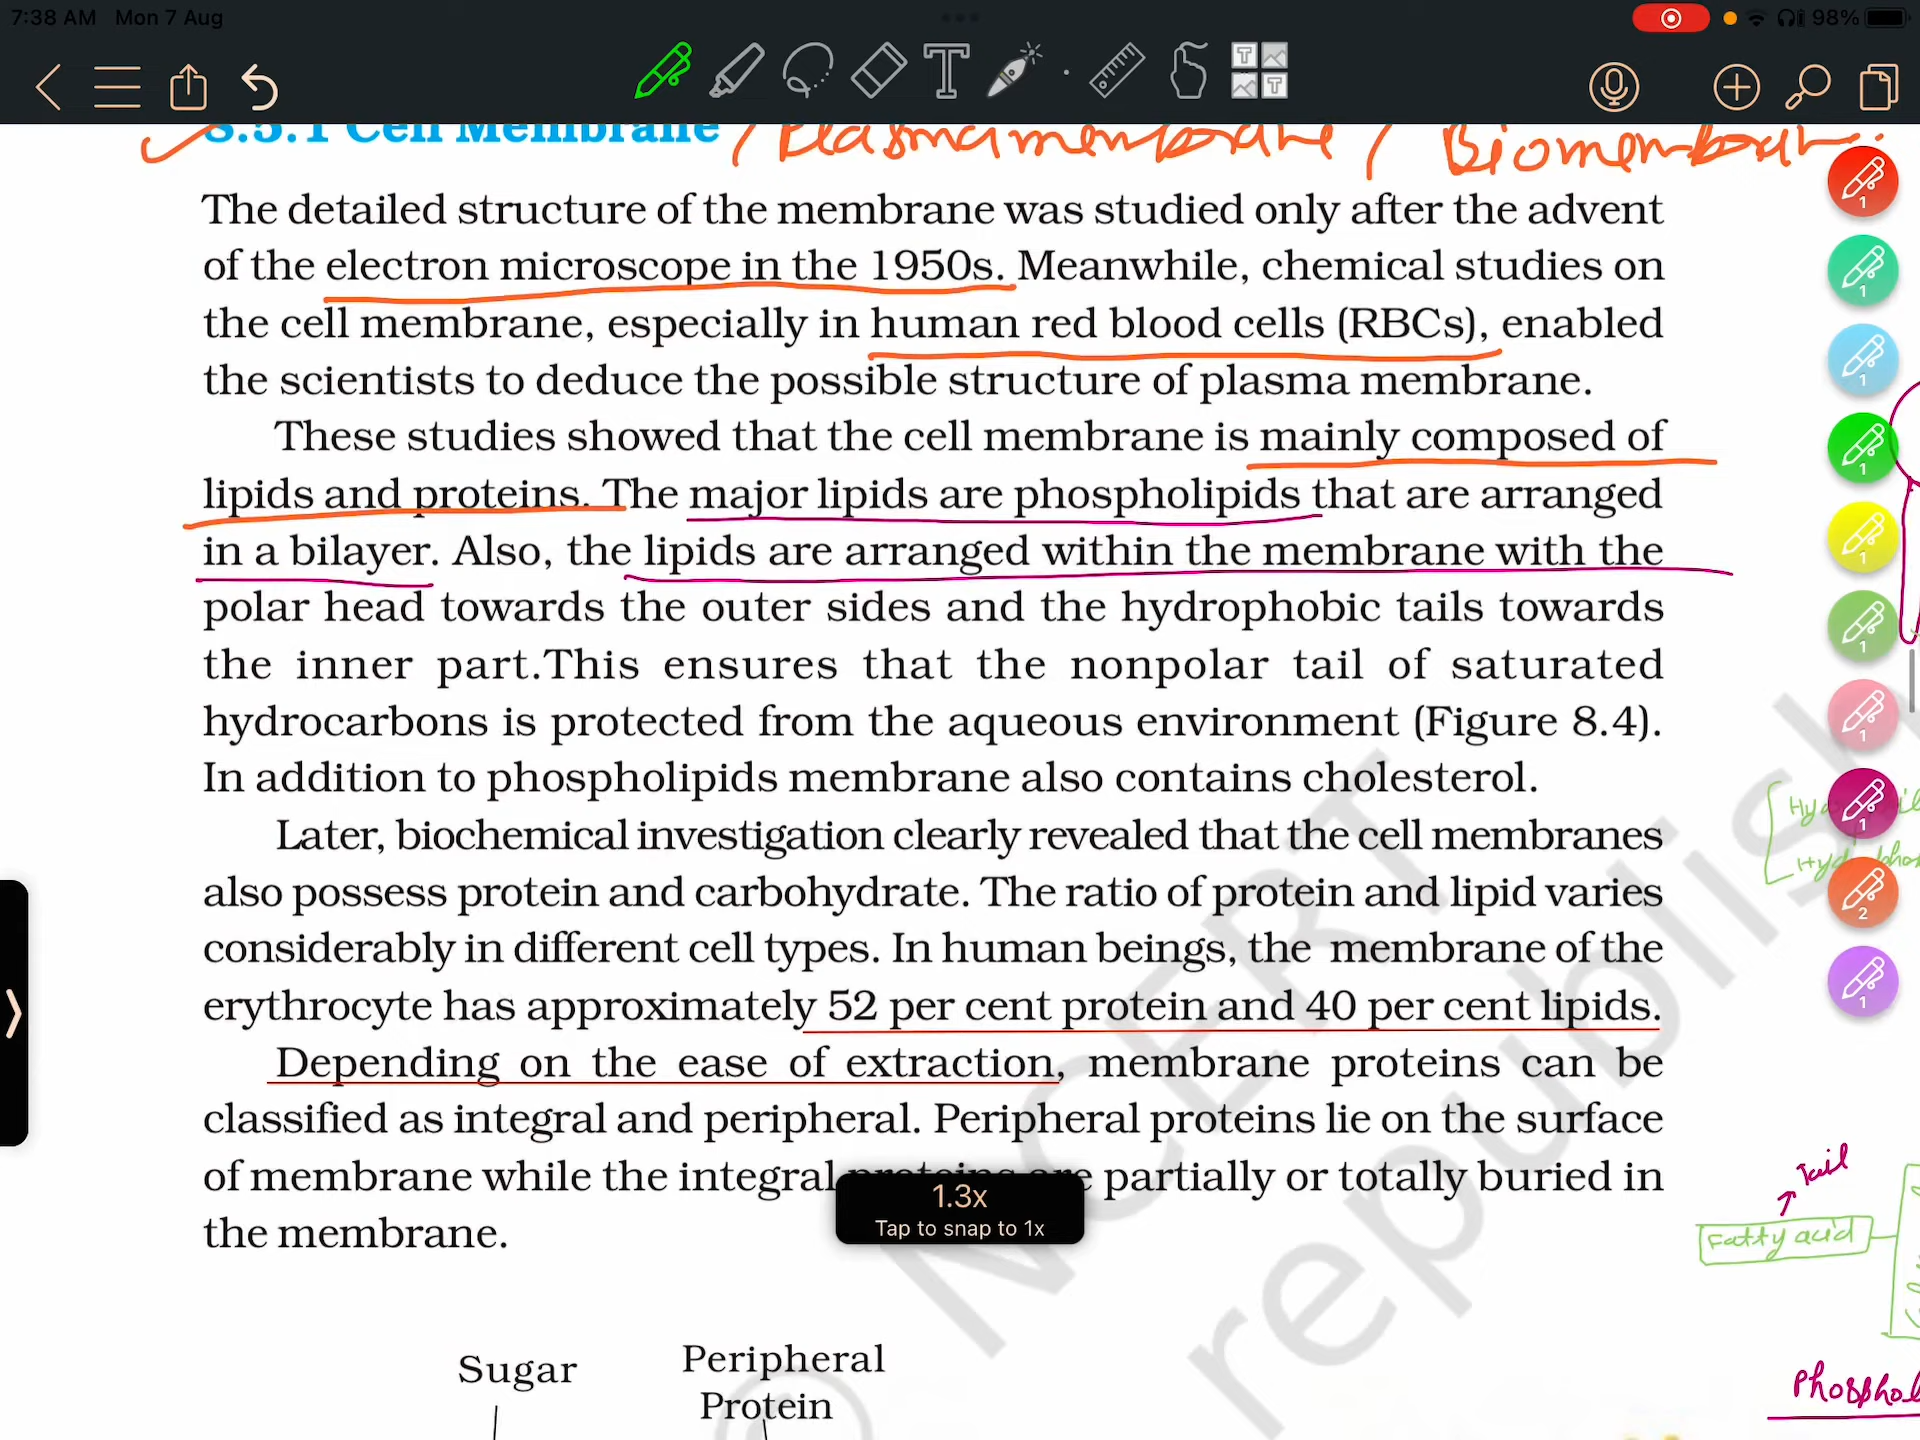 7:38 AM Mon 7 Aug
98%
8.5.1 Cell Membrane / Plasmamembrane / Biomembrane
The detailed structure of the membrane was studied only after the advent
of the electron microscope in the 1950s. Meanwhile, chemical studies on
the cell membrane, especially in human red blood cells (RBCs), enabled
the scientists to deduce the possible structure of plasma membrane.
These studies showed that the cell membrane is mainly composed of
lipids and proteins. The major lipids are phospholipids that are arranged
in a bilayer. Also, the lipids are arranged within the membrane with the
polar head towards the outer sides and the hydrophobic tails towards
the inner part.This ensures that the nonpolar tail of saturated
hydrocarbons is protected from the aqueous environment (Figure 8.4).
In addition to phospholipids membrane also contains cholesterol.
Later, biochemical investigation clearly revealed that the cell membranes
also possess protein and carbohydrate. The ratio of protein and lipid varies
considerably in different cell types. In human beings, the membrane of the
erythrocyte has approximately 52 per cent protein and 40 per cent lipids.
Depending on the ease of extraction, membrane proteins can be
classified as integral and peripheral. Peripheral proteins lie on the surface
of membrane while the integral proteins are partially or totally buried in
the membrane.
1.3x
Tap to snap to 1x
Tail
Fatty acid
Sugar
Peripheral
Protein
Phosphol
© NCERT
republish